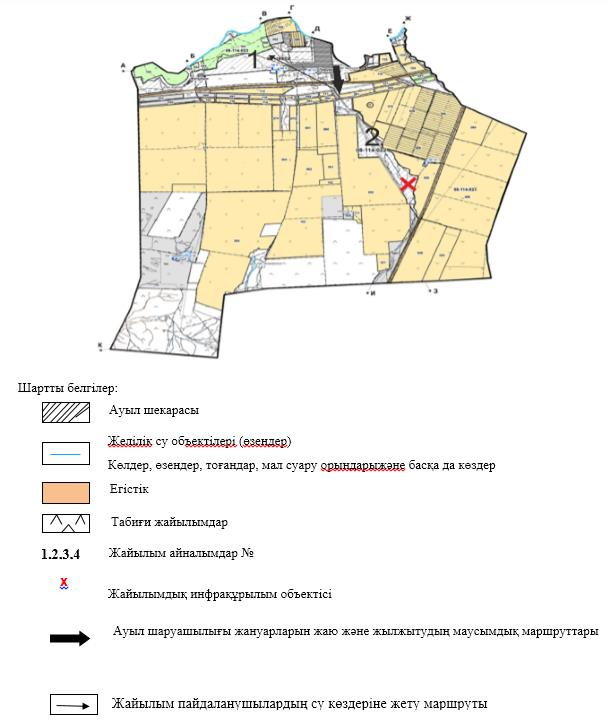 Г
В
Ж
Д
Е
Б
А
1
2
И
З
К
Шартты белгілер:
Ауыл шекарасы
Желілік су объектілері (өзендер)
Көлдер, өзендер, тоғандар, мал суару орындарыжәне басқа да көздер
Егістік
Табиғи жайылымдар
1.2.3.4 Жайылым айналымдар №
х
Жайылымдық инфрақұрылым объектісі
Ауыл шаруашылығы жануарларын жаю және жылжытудың маусымдық маршруттары
Жайылым пайдаланушылардың су көздеріне жету маршруты